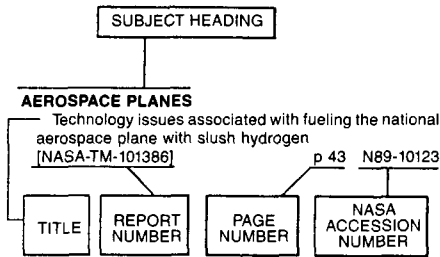 SUBJECT HEADING
AEROSPACE PLANES
Technology issues associated with fueling the national
aerospace plane with slush hydrogen
[NASA-TM-101386] p 43 N89-10123
TITLE
REPORT
NUMBER
PAGE
NUMBER
NASA
ACCESSION
NUMBER